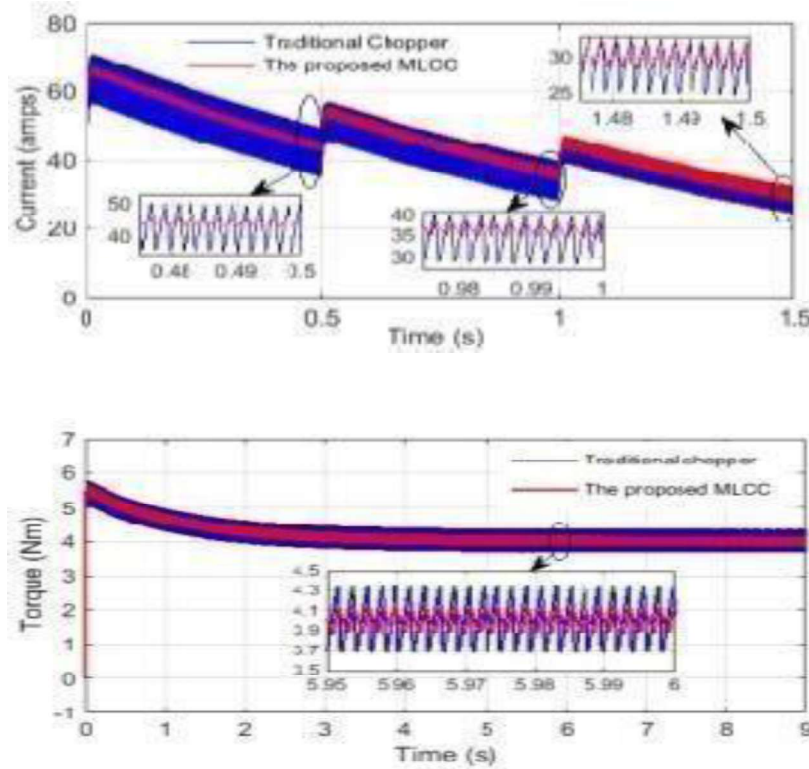 80
Traditional Chopper
The proposed MLCC
60
40
20
0
Current (amps)
30
25
1.48 1.49 1.5
50
40
0.48 0.49 0.5
40
35
30
0.98 0.99 1
0 0.5 1 1.5
Time (s)
7
6
5
4
3
2
1
0
-1
Torque (Nm)
Traditional chopper
The proposed MLCC
4.5
4.3
4.1
3.9
3.7
3.5
5.95 5.96 5.97 5.98 5.99 6
0 1 2 3 4 5 6 7 8 9
Time (s)